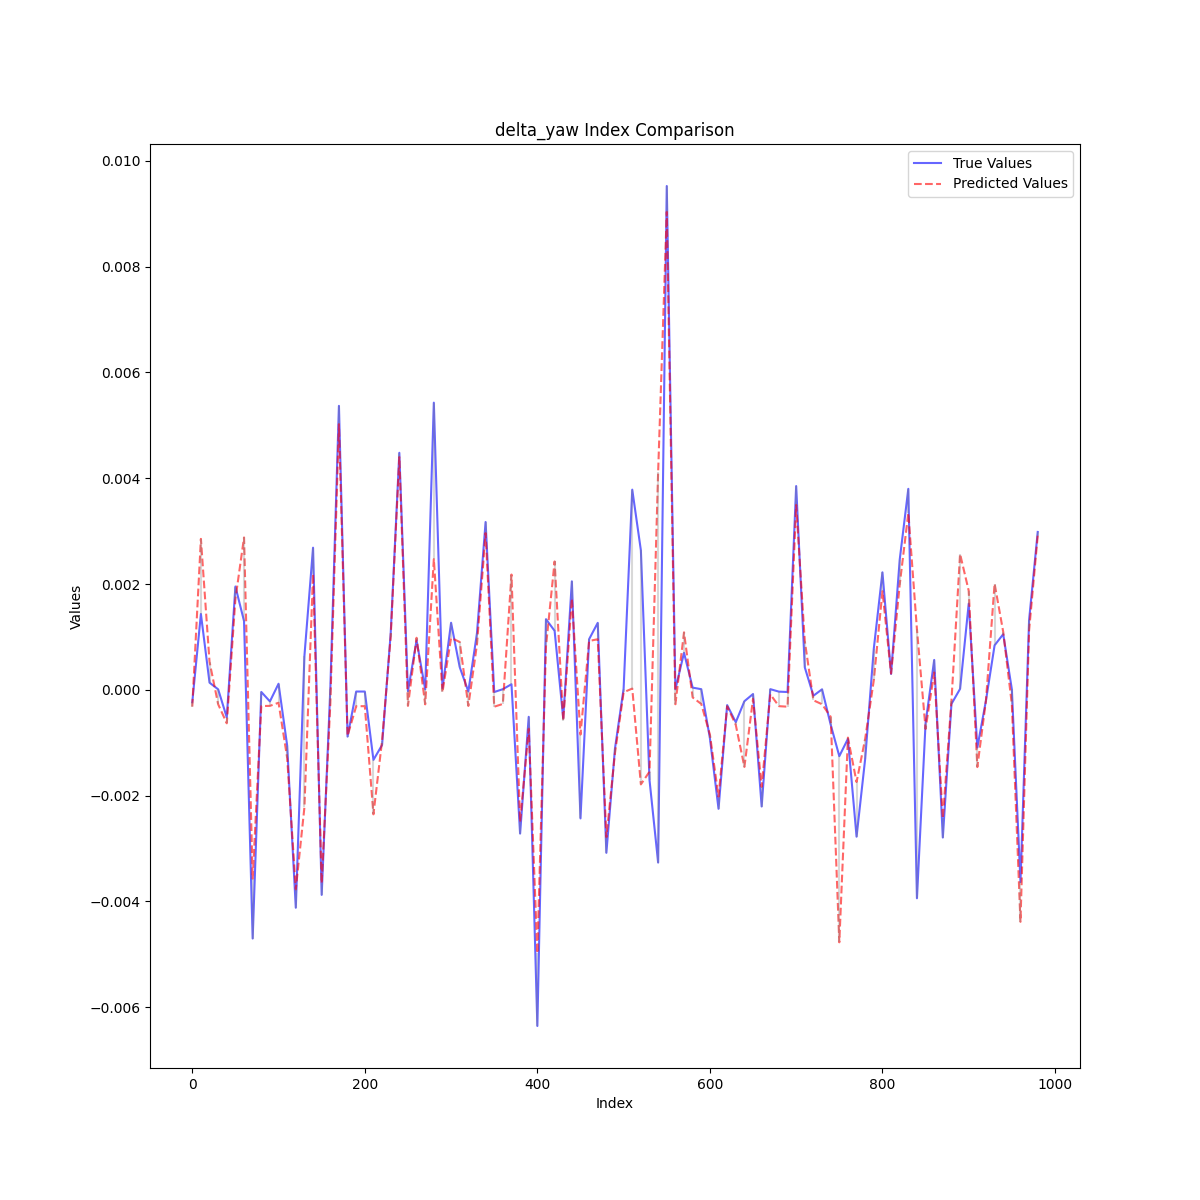 delta_yaw Index Comparison
True Values
Predicted Values
0.010
0.008
0.006
0.004
0.002
0.000
−0.002
−0.004
−0.006
Values
0 200 400 600 800 1000
Index